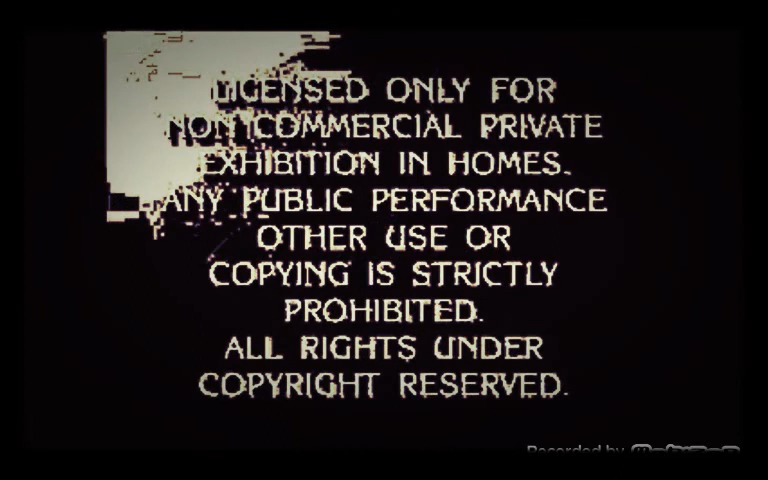 LICENSED ONLY FOR
NON COMMERCIAL PRIVATE
EXHIBITION IN HOMES.
ANY PUBLIC PERFORMANCE
OTHER USE OR
COPYING IS STRICTLY
PROHIBITED.
ALL RIGHTS UNDER
COPYRIGHT RESERVED.
Recorded by